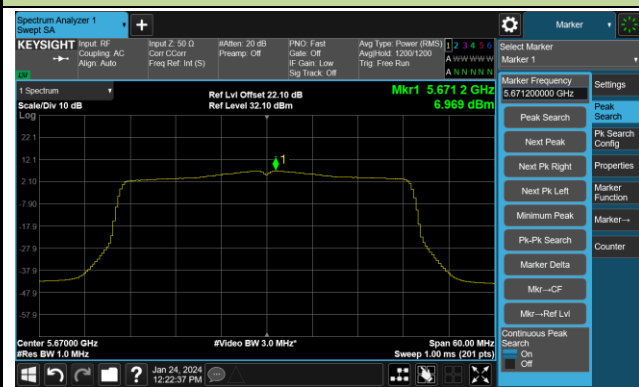 Spectrum Analyzer 1
Swept SA
+
Marker
KEYSIGHT
Input: RF
Coupling: AC
Align: Auto
Input Z: 50 Ω
Corr CCorr
Freq Ref: Int (S)
#Atten: 20 dB
Preamp: Off
PNO: Fast
Gate: Off
IF Gain: Low
Sig Track: Off
Avg Type: Power (RMS)
Avg|Hold: 1200/1200
Trig: Free Run
1 2 3 4 5 6
A W W W W W
A N N N N N
LXI
Select Marker
Marker 1
1 Spectrum
Scale/Div 10 dB
Ref Lvl Offset 22.10 dB
Ref Level 32.10 dBm
Mkr1 5.671 2 GHz
6.969 dBm
Log
22.1
12.1
2.10
-7.90
-17.9
-27.9
-37.9
-47.9
-57.9
1
Center 5.67000 GHz
#Res BW 1.0 MHz
#Video BW 3.0 MHz*
Span 60.00 MHz
Sweep 1.00 ms (201 pts)
Marker Frequency
5.671200000 GHz
Peak Search
Next Peak
Next Pk Right
Next Pk Left
Minimum Peak
Pk-Pk Search
Marker Delta
Mkr→CF
Mkr→Ref Lvl
Continuous Peak
Search
On
Off
Settings
Peak
Search
Pk Search
Config
Properties
Marker
Function
Marker→
Counter
?
Jan 24, 2024
12:22:37 PM